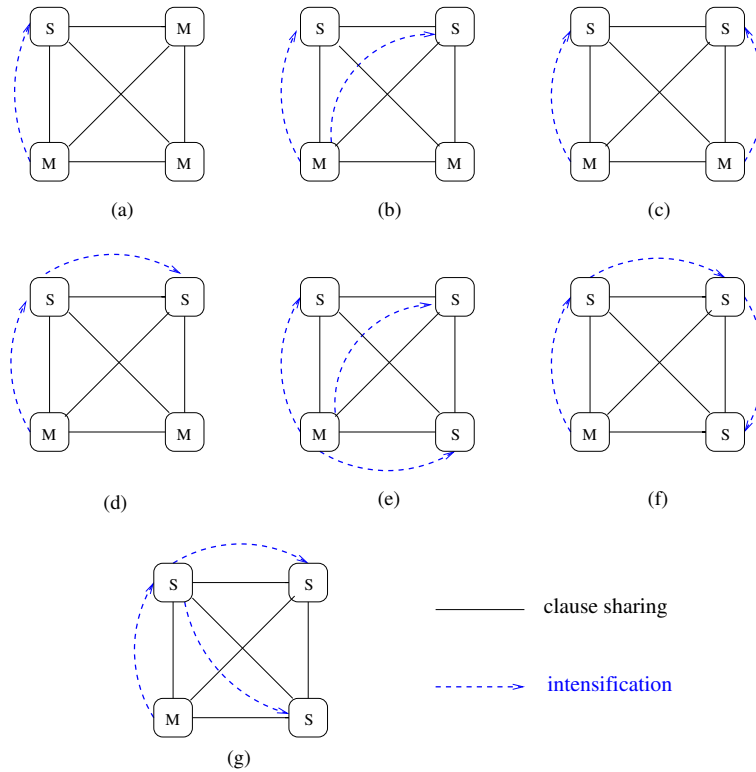 S M S S S S
M M M M M M
(a) (b) (c)
S S S S S S
M M M S M S
(d) (e) (f)
S S
clause sharing
intensification
M S
(g)